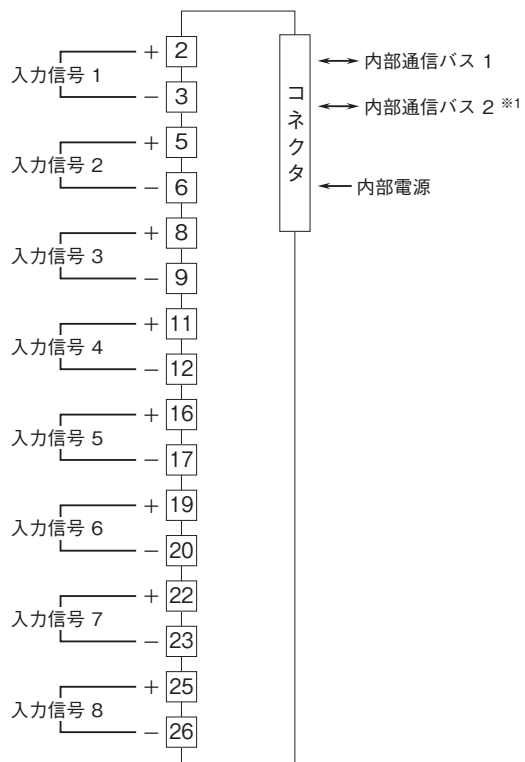 入力信号 1
+ 2
− 3
入力信号 2
+ 5
− 6
入力信号 3
+ 8
− 9
入力信号 4
+ 11
− 12
入力信号 5
+ 16
− 17
入力信号 6
+ 19
− 20
入力信号 7
+ 22
− 23
入力信号 8
+ 25
− 26
コネクタ
内部通信バス 1
内部通信バス 2 ※1
内部電源